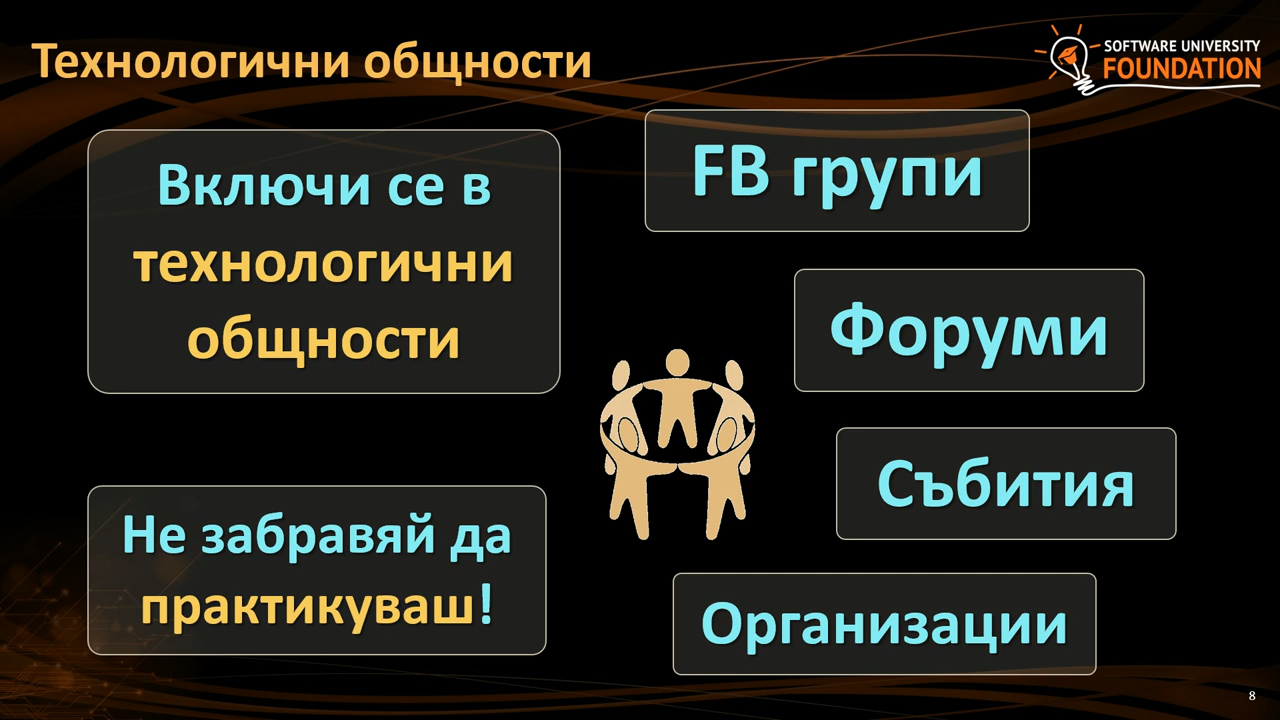 Технологични общности
SOFTWARE UNIVERSITY
FOUNDATION
Включи се в
технологични
общности
FB групи
Форуми
Събития
Не забравяй да
практикуваш!
Организации
8